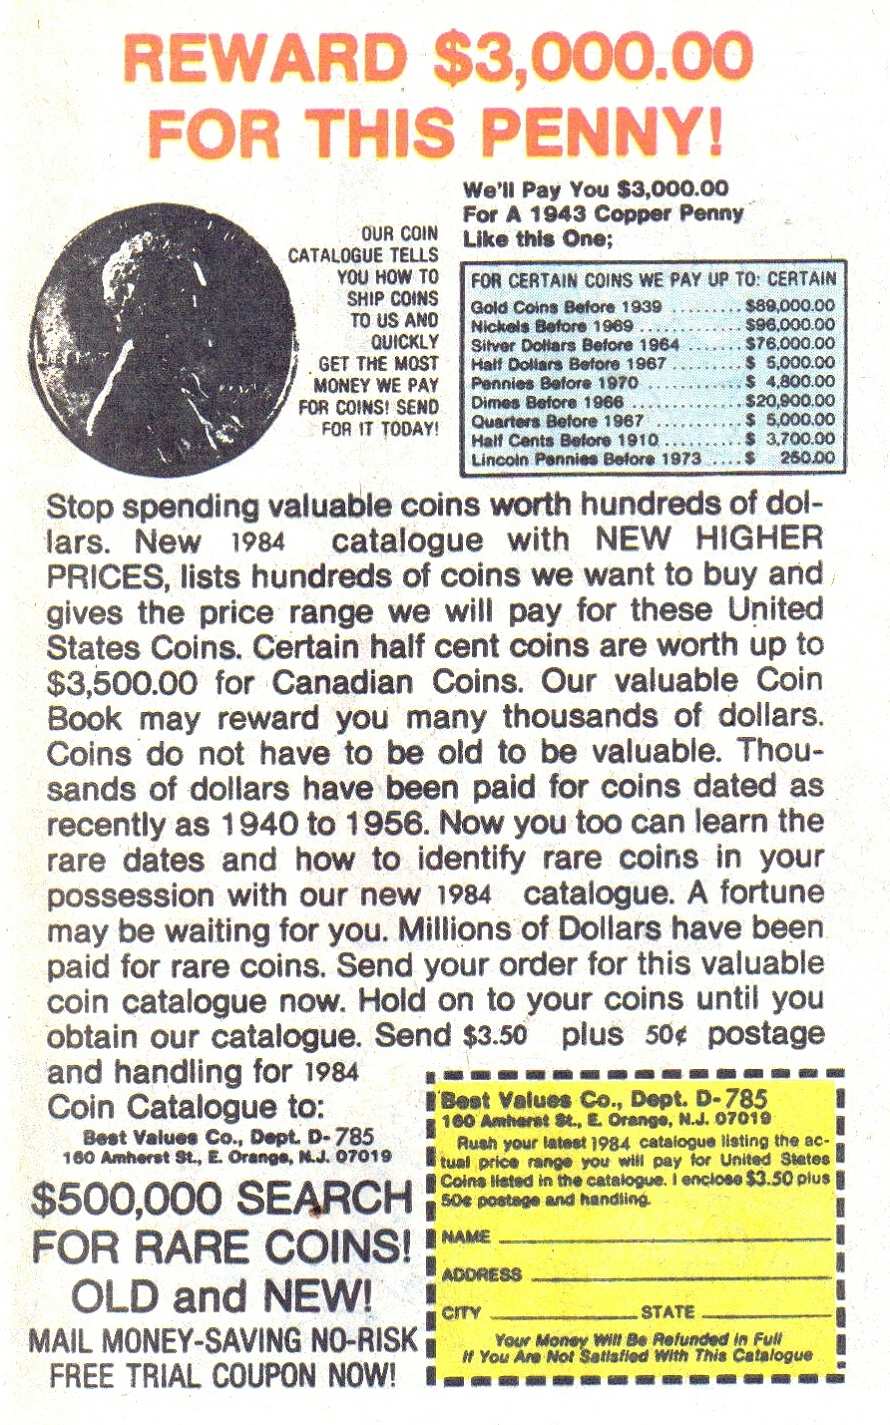 REWARD $3,000.00
FOR THIS PENNY!
We'll Pay You $3,000.00
For A 1943 Copper Penny
Like this One;
OUR COIN
CATALOGUE TELLS
YOU HOW TO
SHIP COINS
TO US AND
QUICKLY
GET THE MOST
MONEY WE PAY
FOR COINS! SEND
FOR IT TODAY!
FOR CERTAIN COINS WE PAY UP TO: CERTAIN
Gold Coins Before 1939 ......... $89,000.00
Nickels Before 1969 ............ $96,000.00
Silver Dollars Before 1964 ....... $76,000.00
Half Dollars Before 1967 ......... $ 5,000.00
Pennies Before 1970 ............ $ 4,800.00
Dimes Before 1966 .............. $20,900.00
Quarters Before 1967 ........... $ 5,000.00
Half Cents Before 1910 .......... $ 3,700.00
Lincoln Pennies Before 1973 .... $ 250.00
Stop spending valuable coins worth hundreds of dol-
lars. New 1984 catalogue with NEW HIGHER
PRICES, lists hundreds of coins we want to buy and
gives the price range we will pay for these United
States Coins. Certain half cent coins are worth up to
$3,500.00 for Canadian Coins. Our valuable Coin
Book may reward you many thousands of dollars.
Coins do not have to be old to be valuable. Thou-
sands of dollars have been paid for coins dated as
recently as 1940 to 1956. Now you too can learn the
rare dates and how to identify rare coins in your
possession with our new 1984 catalogue. A fortune
may be waiting for you. Millions of Dollars have been
paid for rare coins. Send your order for this valuable
coin catalogue now. Hold on to your coins until you
obtain our catalogue. Send $3.50 plus 50¢ postage
and handling for 1984
Coin Catalogue to:
Best Values Co., Dept. D-785
160 Amherst St., E. Orange, N.J. 07019
$500,000 SEARCH
FOR RARE COINS!
OLD and NEW!
MAIL MONEY-SAVING NO-RISK
FREE TRIAL COUPON NOW!
Best Values Co., Dept. D-785
160 Amherst St., E. Orange, N.J. 07019
Rush your latest 1984 catalogue listing the ac-
tual price range you will pay for United States
Coins listed in the catalogue. I enclose $3.50 plus
50¢ postage and handling.
NAME
ADDRESS
CITY STATE
Your Money Will Be Refunded in Full
If You Are Not Satisfied With This Catalogue